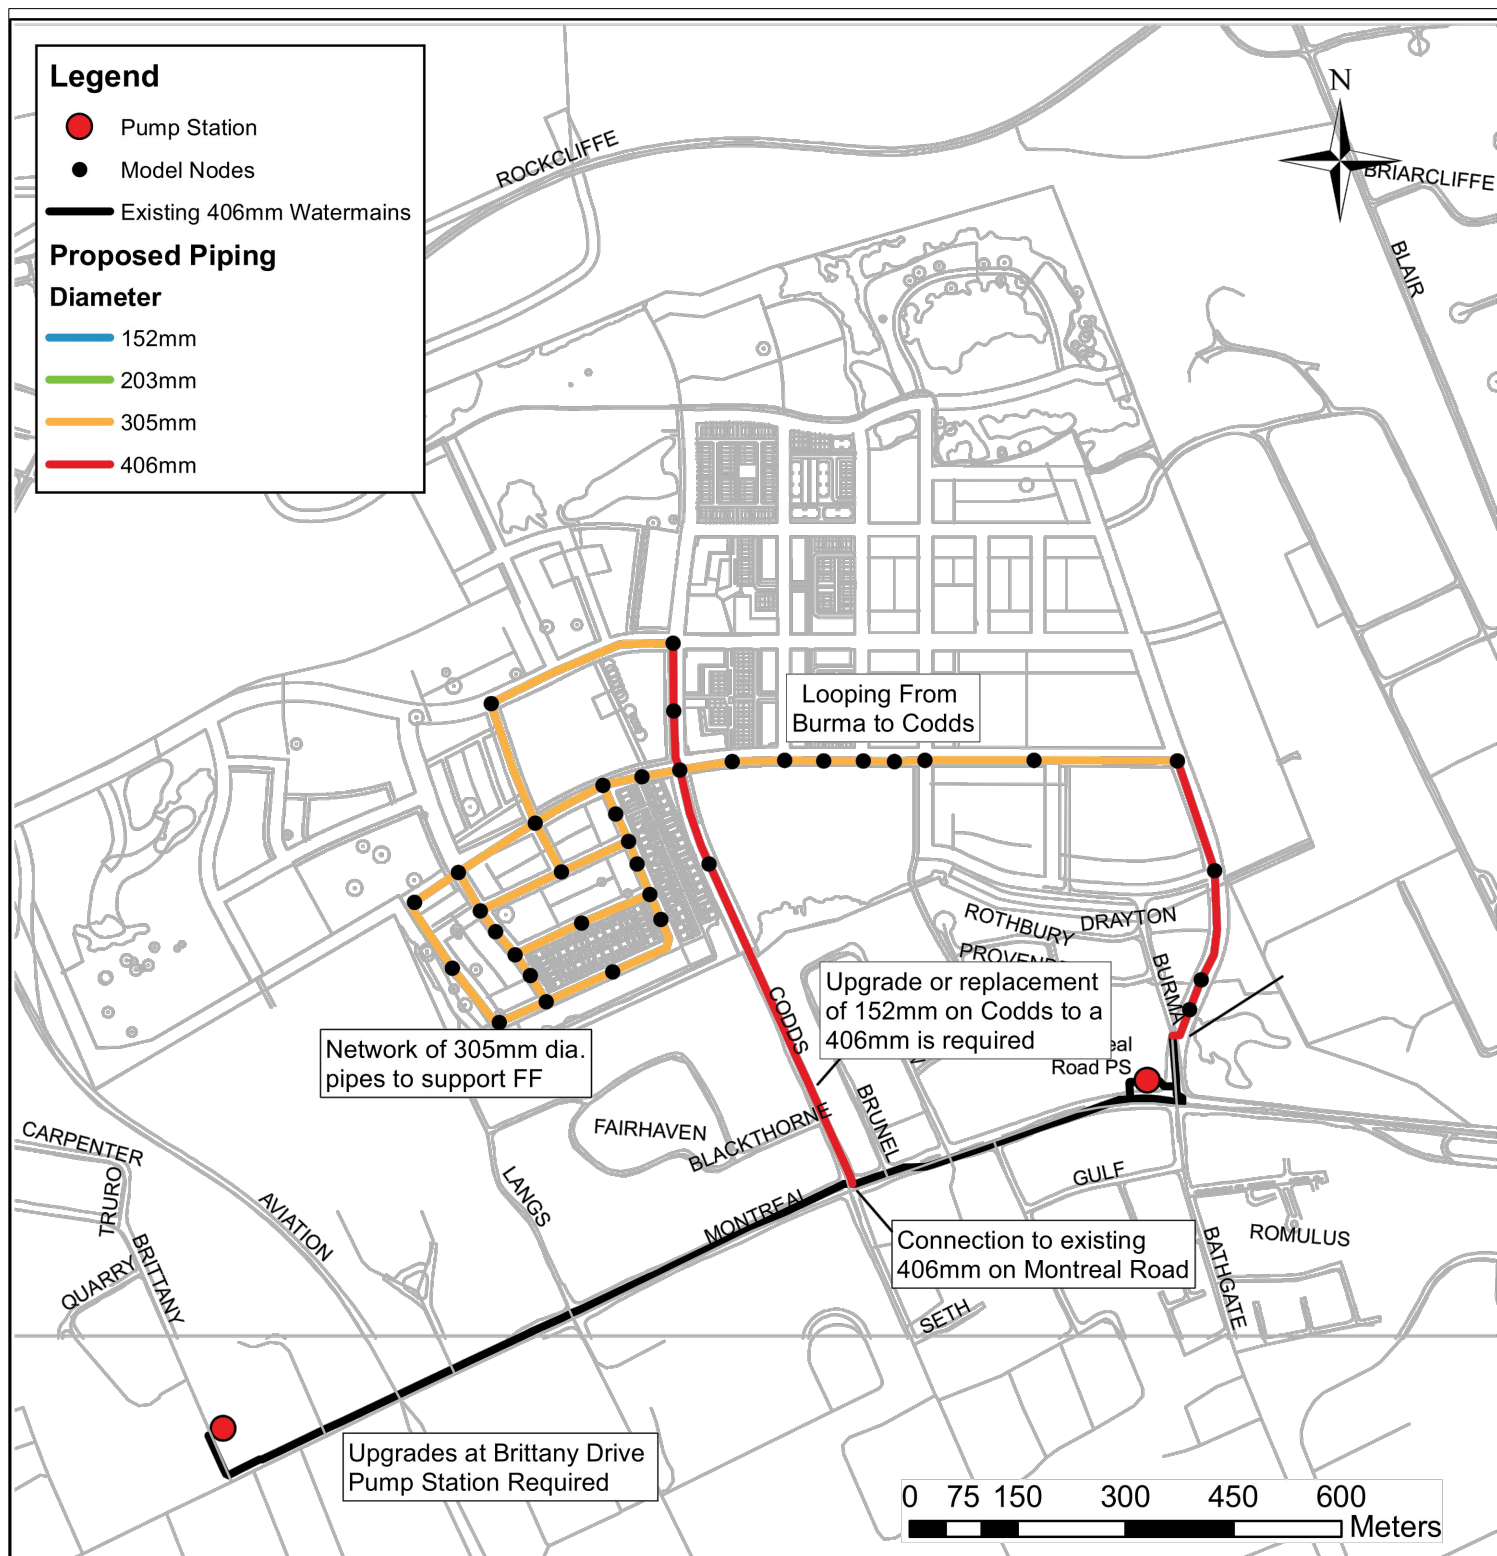 Legend
Pump Station
Model Nodes
Existing 406mm Watermains
Proposed Piping
Diameter
152mm
203mm
305mm
406mm
N
ROCKCLIFFE
BRIARCLIFFE
BLAIR
Looping From
Burma to Codds
ROTHBURY
DRAYTON
BURMA
CODDS
Upgrade or replacement
of 152mm on Codds to a
406mm is required
Road PS
Network of 305mm dia.
pipes to support FF
FAIRHAVEN
BLACKTHORNE
BRUNEL
CARPENTER
TRURO
LANGS
MONTREAL
GULF
AVIATION
QUARRY
BRITTANY
Connection to existing
406mm on Montreal Road
ROMULUS
BATHGATE
SETH
Upgrades at Brittany Drive
Pump Station Required
0 75 150 300 450 600
Meters